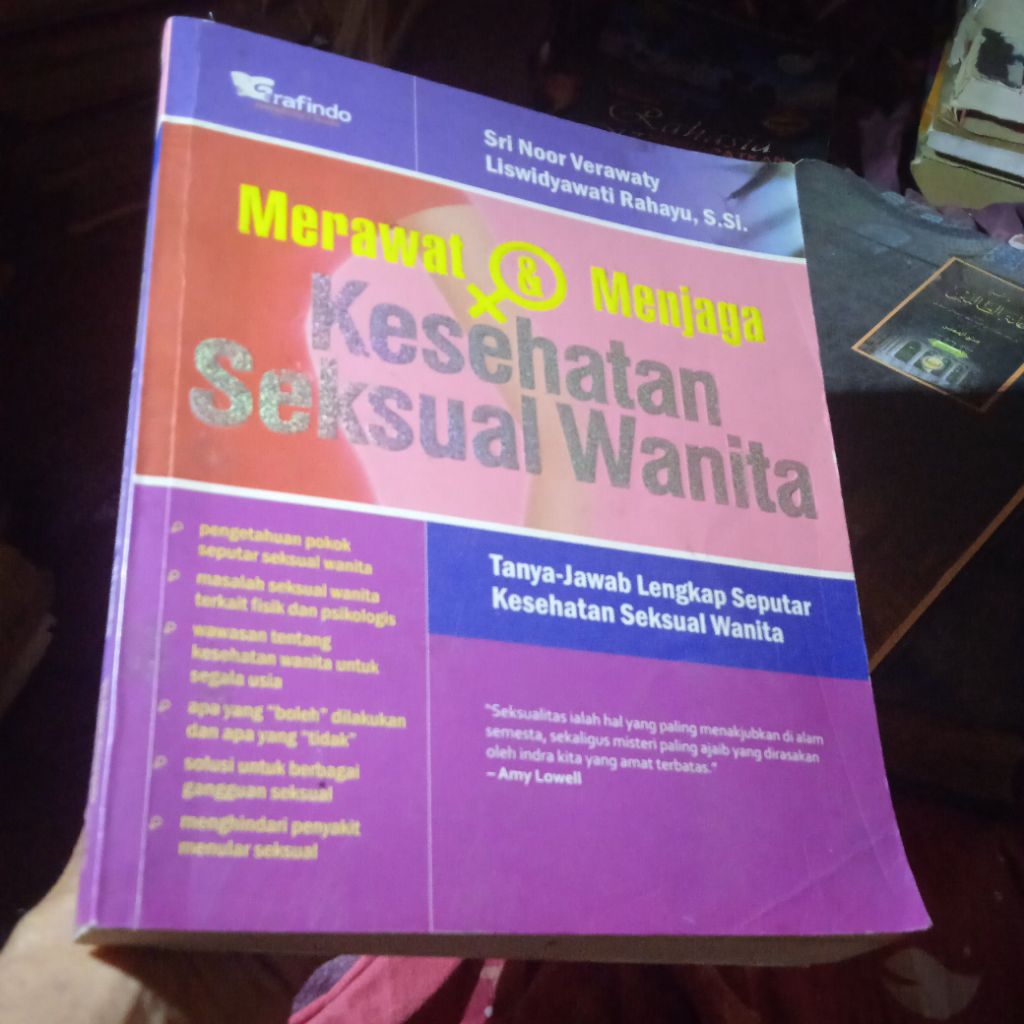 Grafindo
Sri Noor Verawaty
Liswidyawati Rahayu, S.Si.
Merawat & Menjaga
Kesehatan
Seksual Wanita
pengetahuan pokok
seputar seksual wanita
masalah seksual wanita
terkait fisik dan psikologis
wawasan tentang
kesehatan wanita untuk
segala usia
apa yang "boleh" dilakukan
dan apa yang "tidak"
solusi untuk berbagai
gangguan seksual
menghindari penyakit
menular seksual
Tanya-Jawab Lengkap Seputar
Kesehatan Seksual Wanita
"Seksualitas ialah hal yang paling menakjubkan di alam
semesta, sekaligus misteri paling ajaib yang dirasakan
oleh indra kita yang amat terbatas."
– Amy Lowell
Rahasia